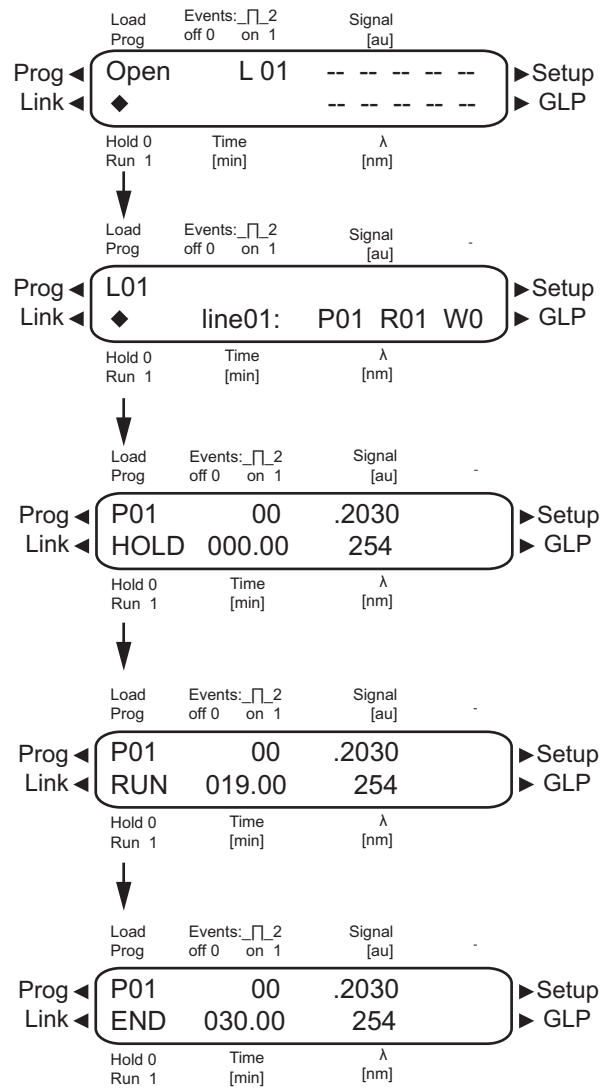 Load Events:_∏_2 Signal
Prog off 0 on 1 [au]
Prog ◄ Open L 01 -- -- -- -- -- ►Setup
Link ◄ ◆ -- -- -- -- -- ► GLP
Hold 0 Time λ
Run 1 [min] [nm]
Load Events:_∏_2 Signal -
Prog off 0 on 1 [au]
Prog ◄ L01 ►Setup
Link ◄ ◆ line01: P01 R01 W0 ► GLP
Hold 0 Time λ
Run 1 [min] [nm]
Load Events:_∏_2 Signal
Prog off 0 on 1 [au] -
Prog ◄ P01 00 .2030 ►Setup
Link ◄ HOLD 000.00 254 ► GLP
Hold 0 Time λ
Run 1 [min] [nm]
Load Events:_∏_2 Signal
Prog off 0 on 1 [au] -
Prog ◄ P01 00 .2030 ►Setup
Link ◄ RUN 019.00 254 ► GLP
Hold 0 Time λ
Run 1 [min] [nm]
Load Events:_∏_2 Signal
Prog off 0 on 1 [au] -
Prog ◄ P01 00 .2030 ►Setup
Link ◄ END 030.00 254 ► GLP
Hold 0 Time λ
Run 1 [min] [nm]